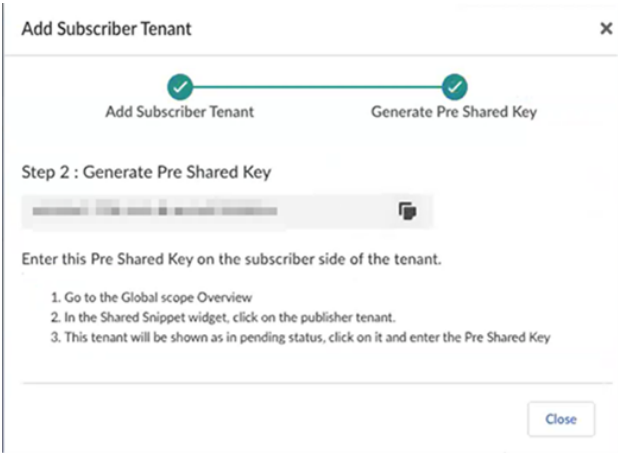 Add Subscriber Tenant
Add Subscriber Tenant
Generate Pre Shared Key
Step 2 : Generate Pre Shared Key
Enter this Pre Shared Key on the subscriber side of the tenant.
1. Go to the Global scope Overview
2. In the Shared Snippet widget, click on the publisher tenant.
3. This tenant will be shown as in pending status, click on it and enter the Pre Shared Key
Close